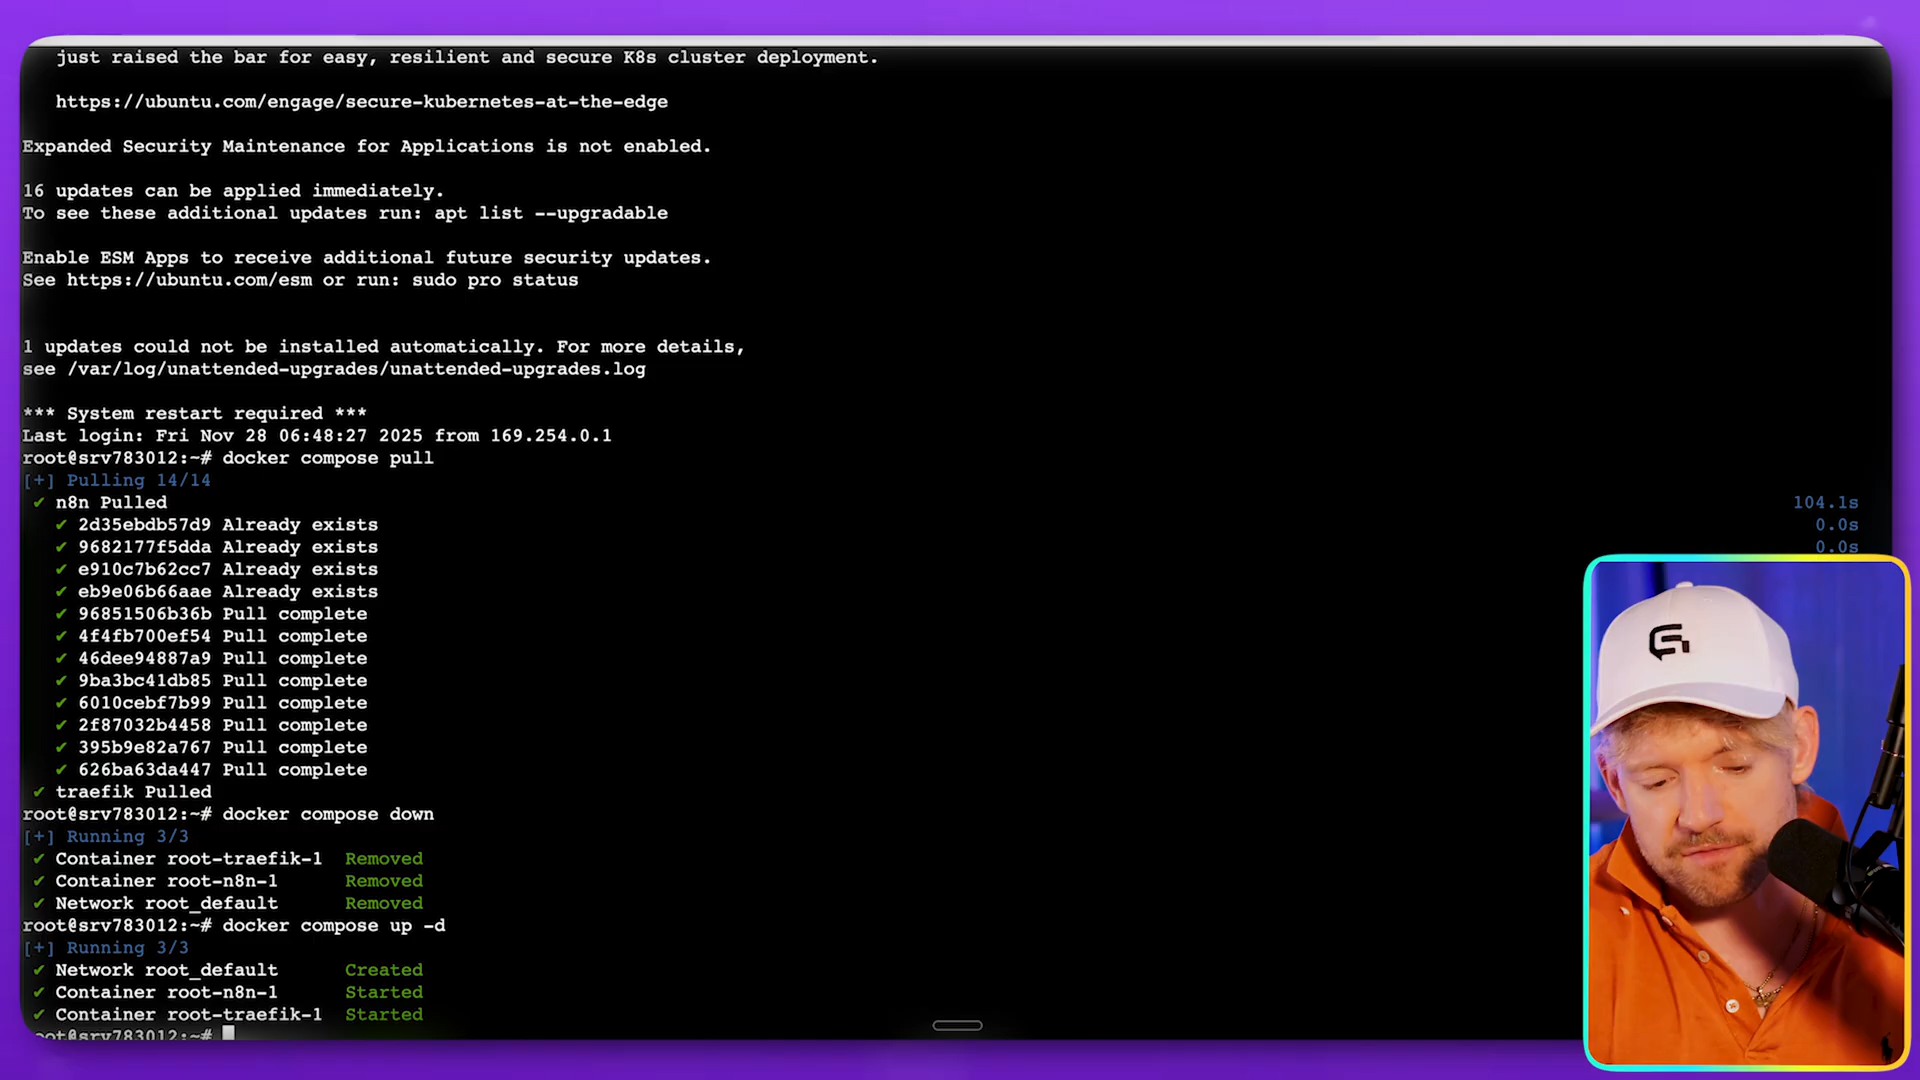 just raised the bar for easy, resilient and secure K8s cluster deployment.
https://ubuntu.com/engage/secure-kubernetes-at-the-edge
Expanded Security Maintenance for Applications is not enabled.
16 updates can be applied immediately.
To see these additional updates run: apt list --upgradable
Enable ESM Apps to receive additional future security updates.
See https://ubuntu.com/esm or run: sudo pro status
1 updates could not be installed automatically. For more details,
see /var/log/unattended-upgrades/unattended-upgrades.log
*** System restart required ***
Last login: Fri Nov 28 06:48:27 2025 from 169.254.0.1
root@srv783012:~# docker compose pull
[+] Pulling 14/14
✔ n8n Pulled 104.1s
✔ 2d35ebdb57d9 Already exists 0.0s
✔ 9682177f5dda Already exists 0.0s
✔ e910c7b62cc7 Already exists
✔ eb9e06b66aae Already exists
✔ 96851506b36b Pull complete
✔ 4f4fb700ef54 Pull complete
✔ 46dee94887a9 Pull complete
✔ 9ba3bc41db85 Pull complete
✔ 6010cebf7b99 Pull complete
✔ 2f87032b4458 Pull complete
✔ 395b9e82a767 Pull complete
✔ 626ba63da447 Pull complete
✔ traefik Pulled
root@srv783012:~# docker compose down
[+] Running 3/3
✔ Container root-traefik-1 Removed
✔ Container root-n8n-1 Removed
✔ Network root_default Removed
root@srv783012:~# docker compose up -d
[+] Running 3/3
✔ Network root_default Created
✔ Container root-n8n-1 Started
✔ Container root-traefik-1 Started
root@srv783012:~#